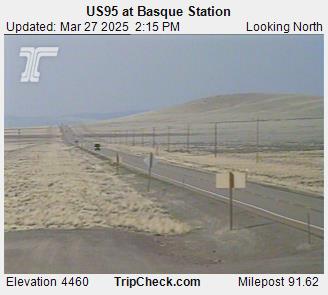 US95 at Basque Station
Updated: Mar 27 2025 2:15 PM Looking North
Elevation 4460 TripCheck.com Milepost 91.62